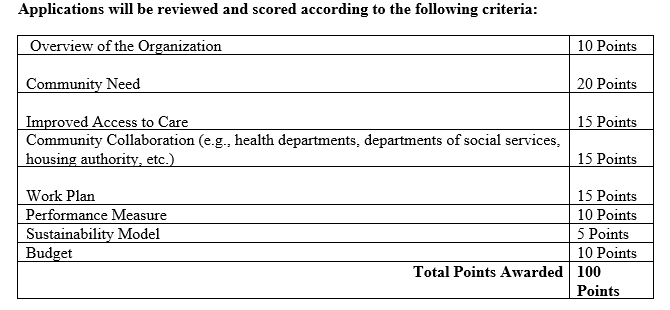 Applications will be reviewed and scored according to the following criteria:
Overview of the Organization 10 Points
Community Need 20 Points
Improved Access to Care 15 Points
Community Collaboration (e.g., health departments, departments of social services,
housing authority, etc.) 15 Points
Work Plan 15 Points
Performance Measure 10 Points
Sustainability Model 5 Points
Budget 10 Points
Total Points Awarded 100
Points